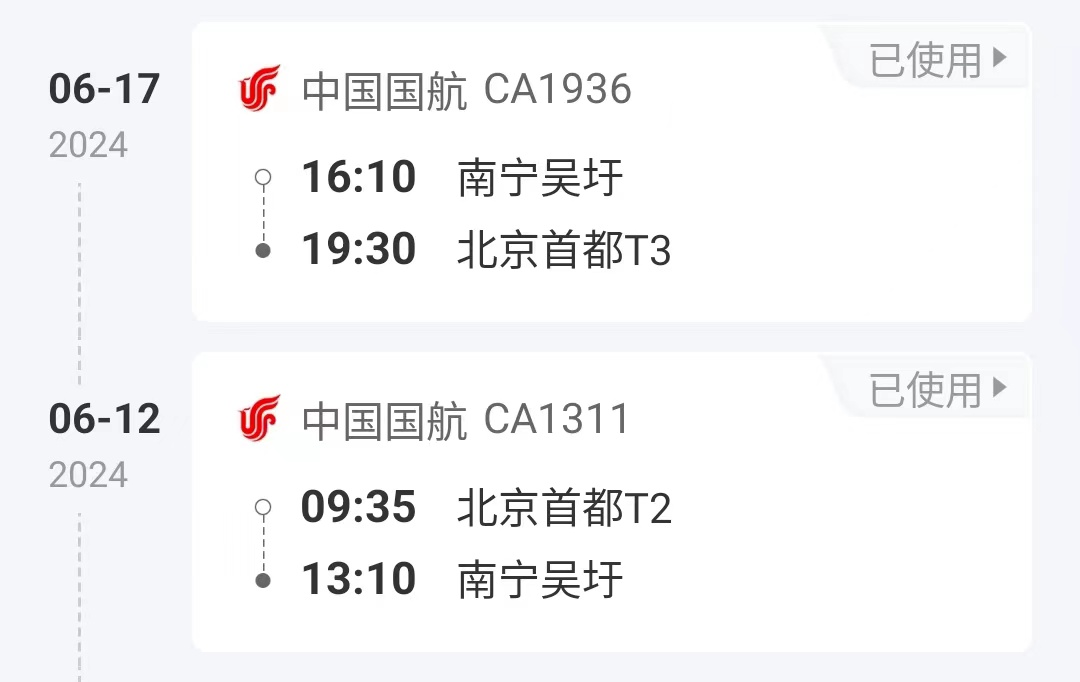 已使用
06-17 中国国航 CA1936
2024
16:10 南宁吴圩
19:30 北京首都T3
已使用
06-12 中国国航 CA1311
2024
09:35 北京首都T2
13:10 南宁吴圩